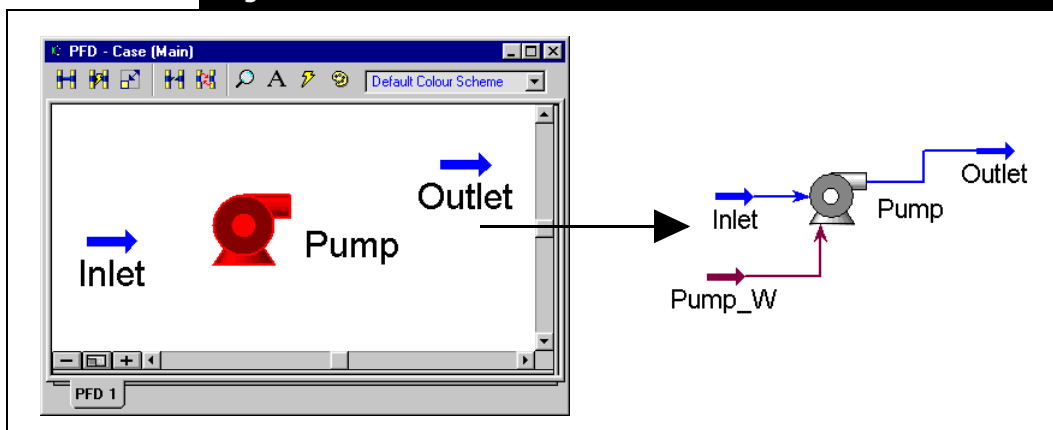 PFD - Case (Main)
A
Default Colour Scheme
Inlet
Pump
Outlet
PFD 1
Inlet
Pump
Outlet
Pump_W